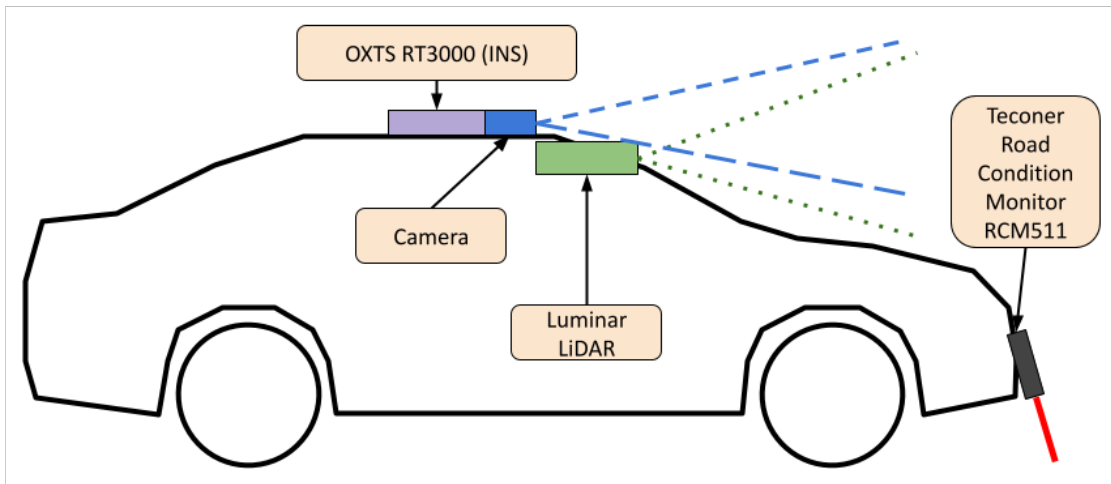 OXTS RT3000 (INS)
Teconer
Road
Condition
Monitor
RCM511
Camera
Luminar
LiDAR